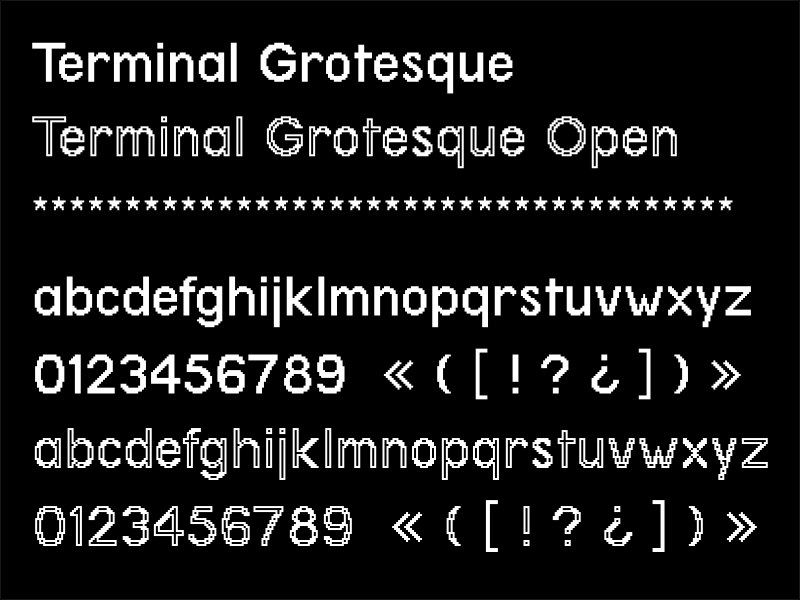 Terminal Grotesque
Terminal Grotesque Open
**************************************
abcdefghijklmnopqrstuvwxyz
0123456789 « ( [ ! ? ¿ ] ) »
abcdefghijklmnopqrstuvwxyz
0123456789 « ( [ ! ? ¿ ] ) »